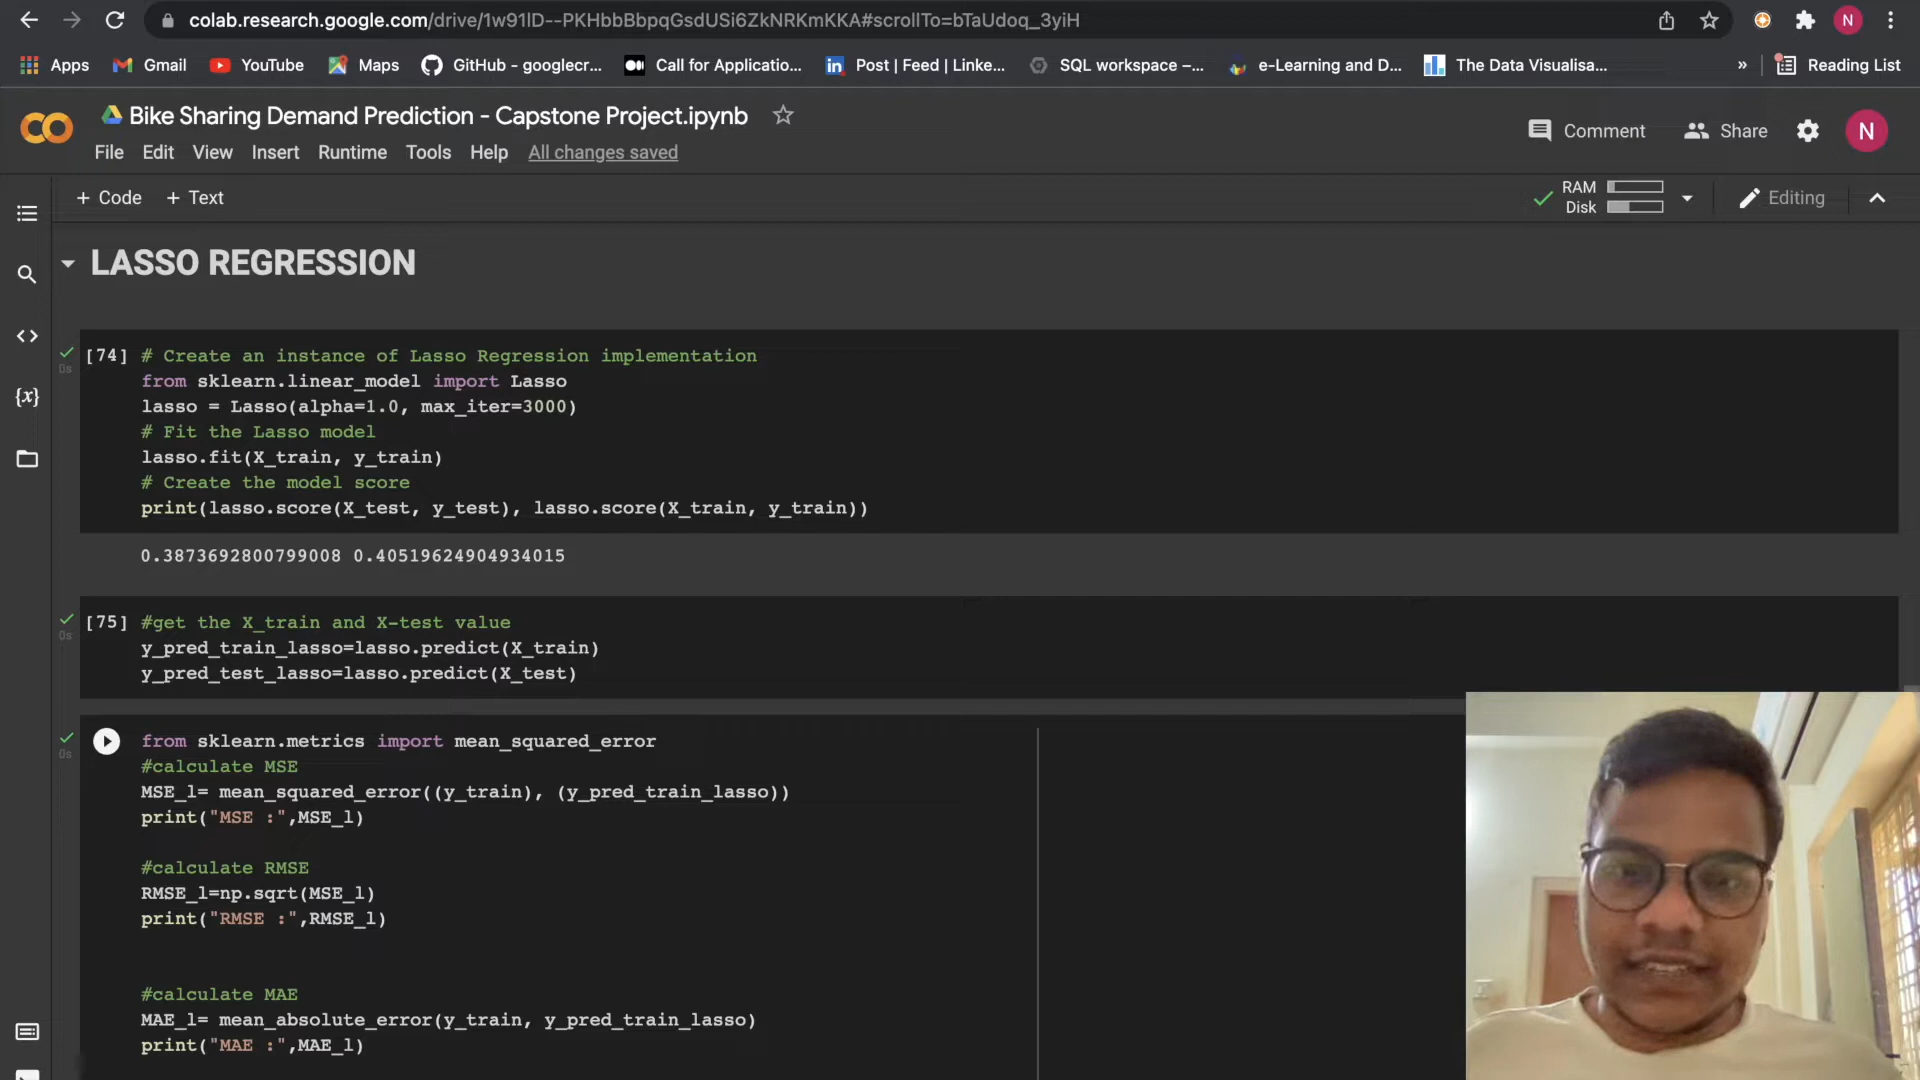 colab.research.google.com/drive/1w91lD--PKHbbBbpqGsdUSi6ZkNRKmKKA#scrollTo=bTaUdoq_3yiH
N
Apps Gmail YouTube Maps GitHub - googlecr... Call for Applicatio... Post | Feed | Linke... SQL workspace –... e-Learning and D... The Data Visualisa... » Reading List
Bike Sharing Demand Prediction - Capstone Project.ipynb
Comment Share N
File Edit View Insert Runtime Tools Help All changes saved
+ Code + Text
RAM
Disk
Editing
LASSO REGRESSION
[74] # Create an instance of Lasso Regression implementation
0s
from sklearn.linear_model import Lasso
lasso = Lasso(alpha=1.0, max_iter=3000)
# Fit the Lasso model
lasso.fit(X_train, y_train)
# Create the model score
print(lasso.score(X_test, y_test), lasso.score(X_train, y_train))
0.3873692800799008 0.40519624904934015
[75] #get the X_train and X-test value
0s
y_pred_train_lasso=lasso.predict(X_train)
y_pred_test_lasso=lasso.predict(X_test)
from sklearn.metrics import mean_squared_error
0s
#calculate MSE
MSE_l= mean_squared_error((y_train), (y_pred_train_lasso))
print("MSE :",MSE_l)
#calculate RMSE
RMSE_l=np.sqrt(MSE_l)
print("RMSE :",RMSE_l)
#calculate MAE
MAE_l= mean_absolute_error(y_train, y_pred_train_lasso)
print("MAE :",MAE_l)